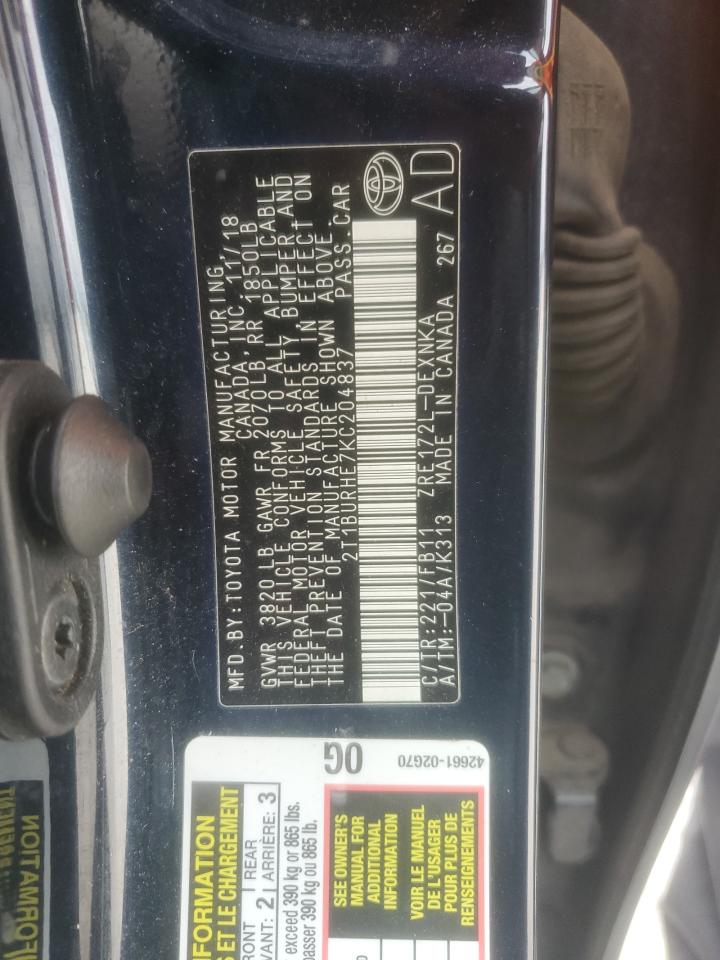 MFD.BY:TOYOTA MOTOR MANUFACTURING
CANADA, INC. 11/18
GVWR 3820 LB GAWR FR 2070LB, RR 1850LB
THIS VEHICLE CONFORMS TO ALL APPLICABLE
FEDERAL MOTOR VEHICLE SAFETY, BUMPER, AND
THEFT PREVENTION STANDARDS IN EFFECT ON
THE DATE OF MANUFACTURE SHOWN ABOVE.
2T1BURHE7KC204837 PASS.CAR
C/TR:221/FB11 ZRE172L-DEXNKA
A/TM:-04A/K313 MADE IN CANADA 267 AD
FORMATION
S ET LE CHARGEMENT
RONT
REAR
VANT: 2
ARRIÈRE: 3
exceed 390 kg or 865 lbs.
passer 390 kg ou 865 lb.
OG
SEE OWNER'S
MANUAL FOR
ADDITIONAL
INFORMATION
VOIR LE MANUEL
DE L'USAGER
POUR PLUS DE
RENSEIGNEMENTS
42661-02G70